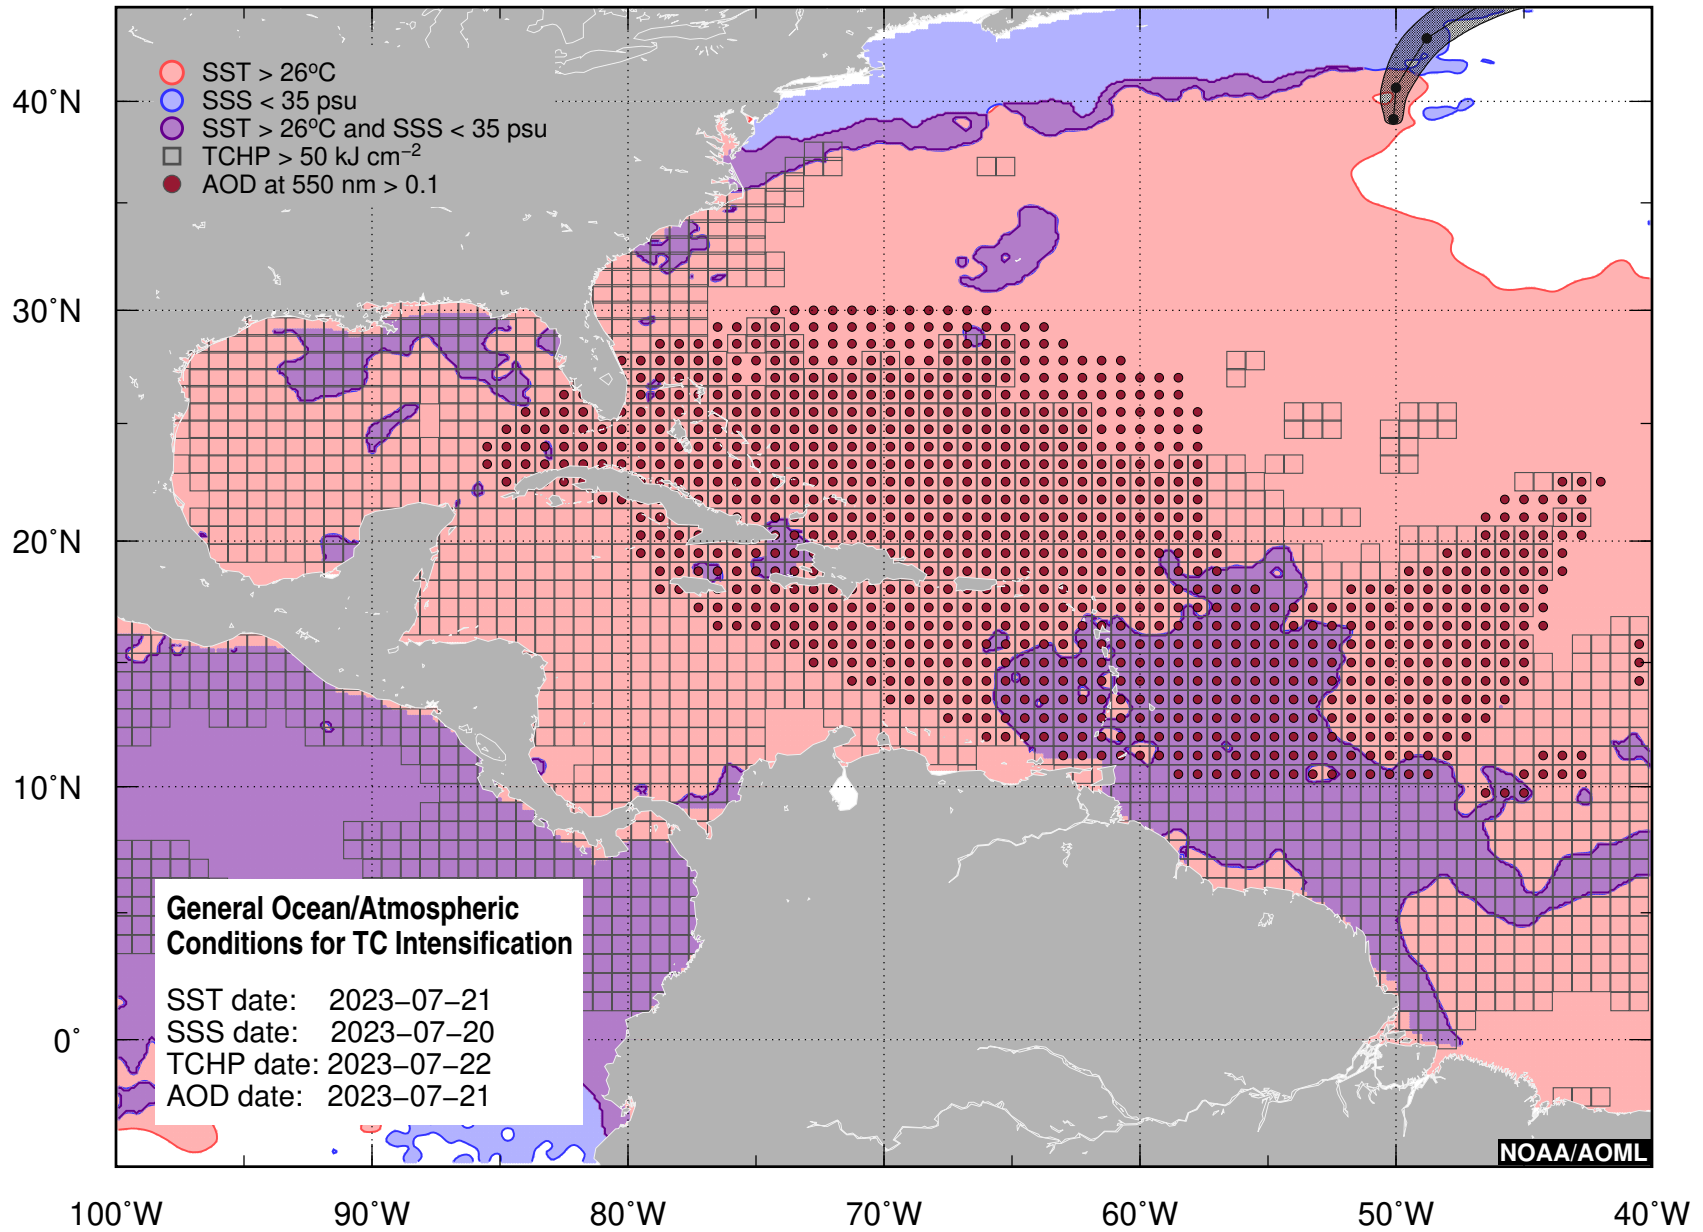 SST > 26ºC
SSS < 35 psu
SST > 26ºC and SSS < 35 psu
TCHP > 50 kJ cm⁻²
AOD at 550 nm > 0.1
40˚N
30˚N
20˚N
10˚N
0˚
General Ocean/Atmospheric
Conditions for TC Intensification
SST date: 2023−07−21
SSS date: 2023−07−20
TCHP date: 2023−07−22
AOD date: 2023−07−21
NOAA/AOML
100˚W 90˚W 80˚W 70˚W 60˚W 50˚W 40˚W